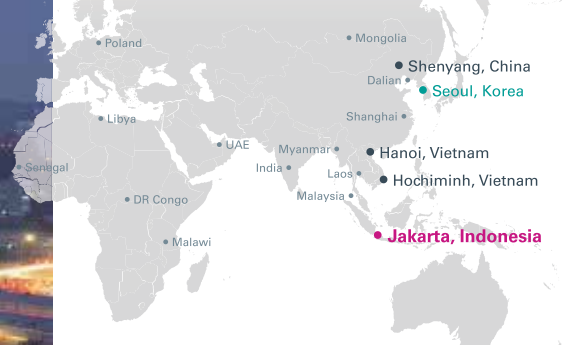 Poland
Mongolia
Shenyang, China
Dalian
Seoul, Korea
Shanghai
Libya
UAE
Myanmar
Hanoi, Vietnam
Senegal
India
Laos
Hochiminh, Vietnam
DR Congo
Malaysia
Malawi
Jakarta, Indonesia